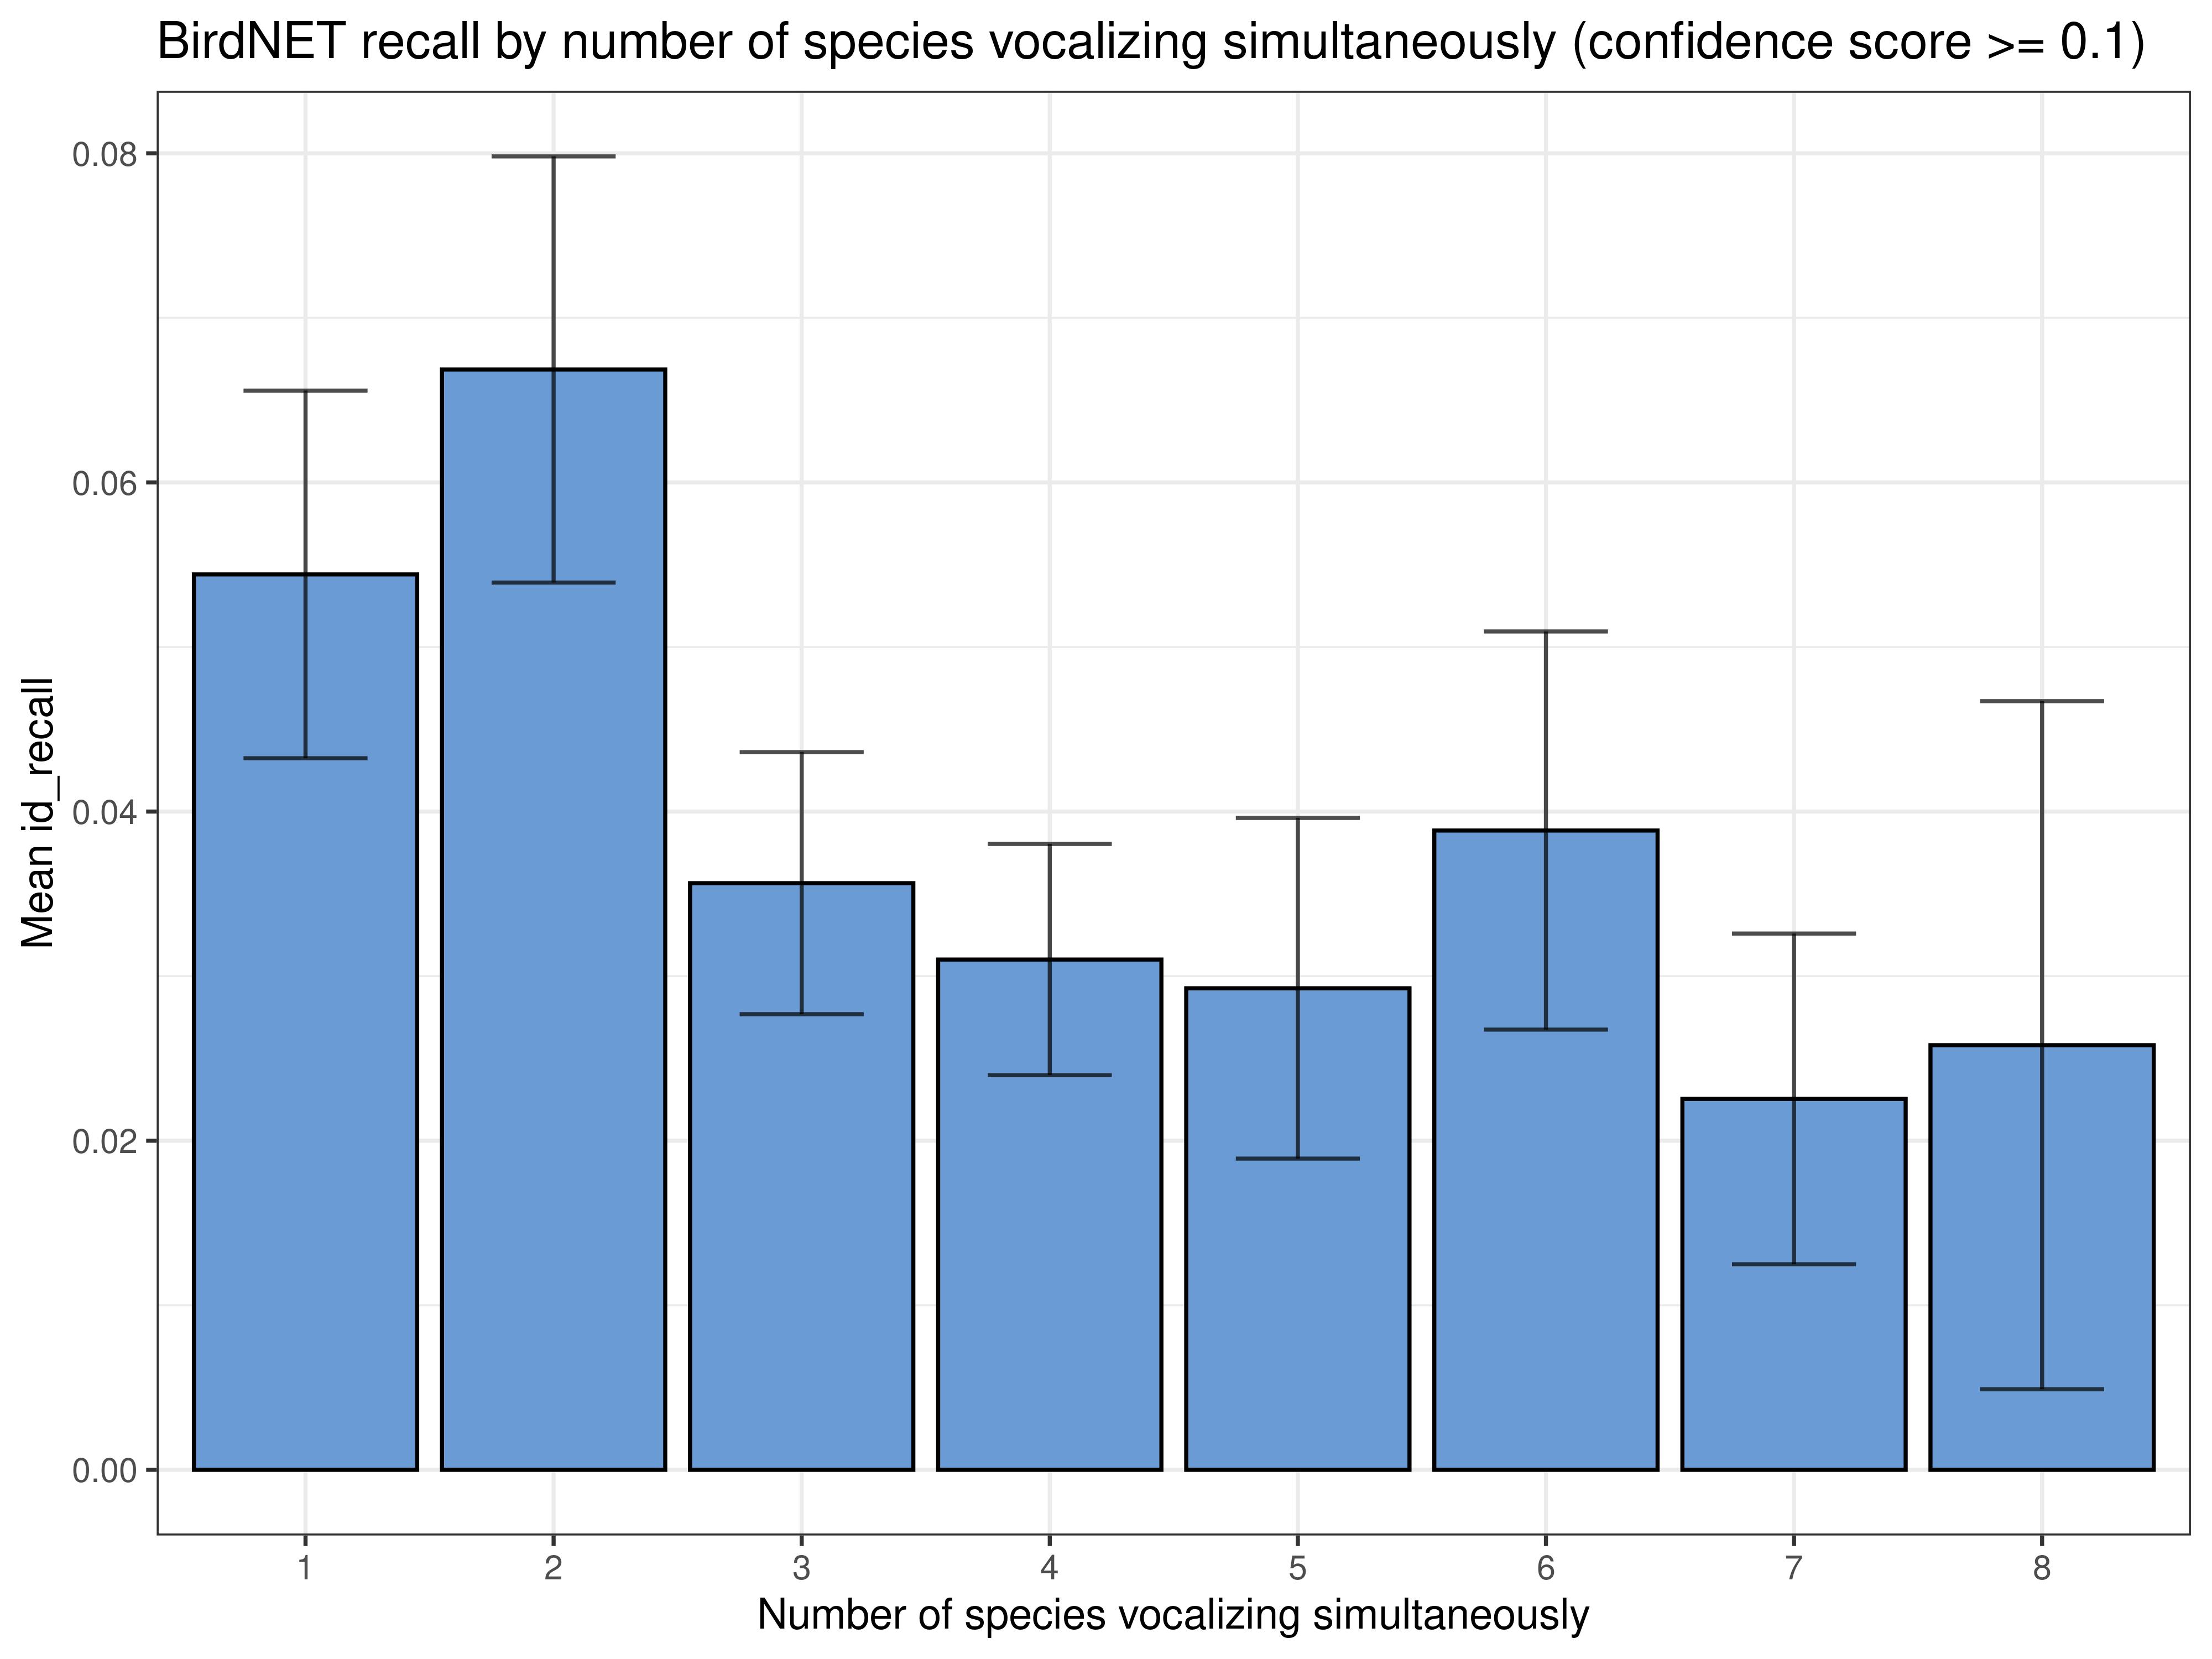 BirdNET recall by number of species vocalizing simultaneously (confidence score >= 0.1)
Mean id_recall
0.08
0.06
0.04
0.02
0.00
1 2 3 4 5 6 7 8
Number of species vocalizing simultaneously